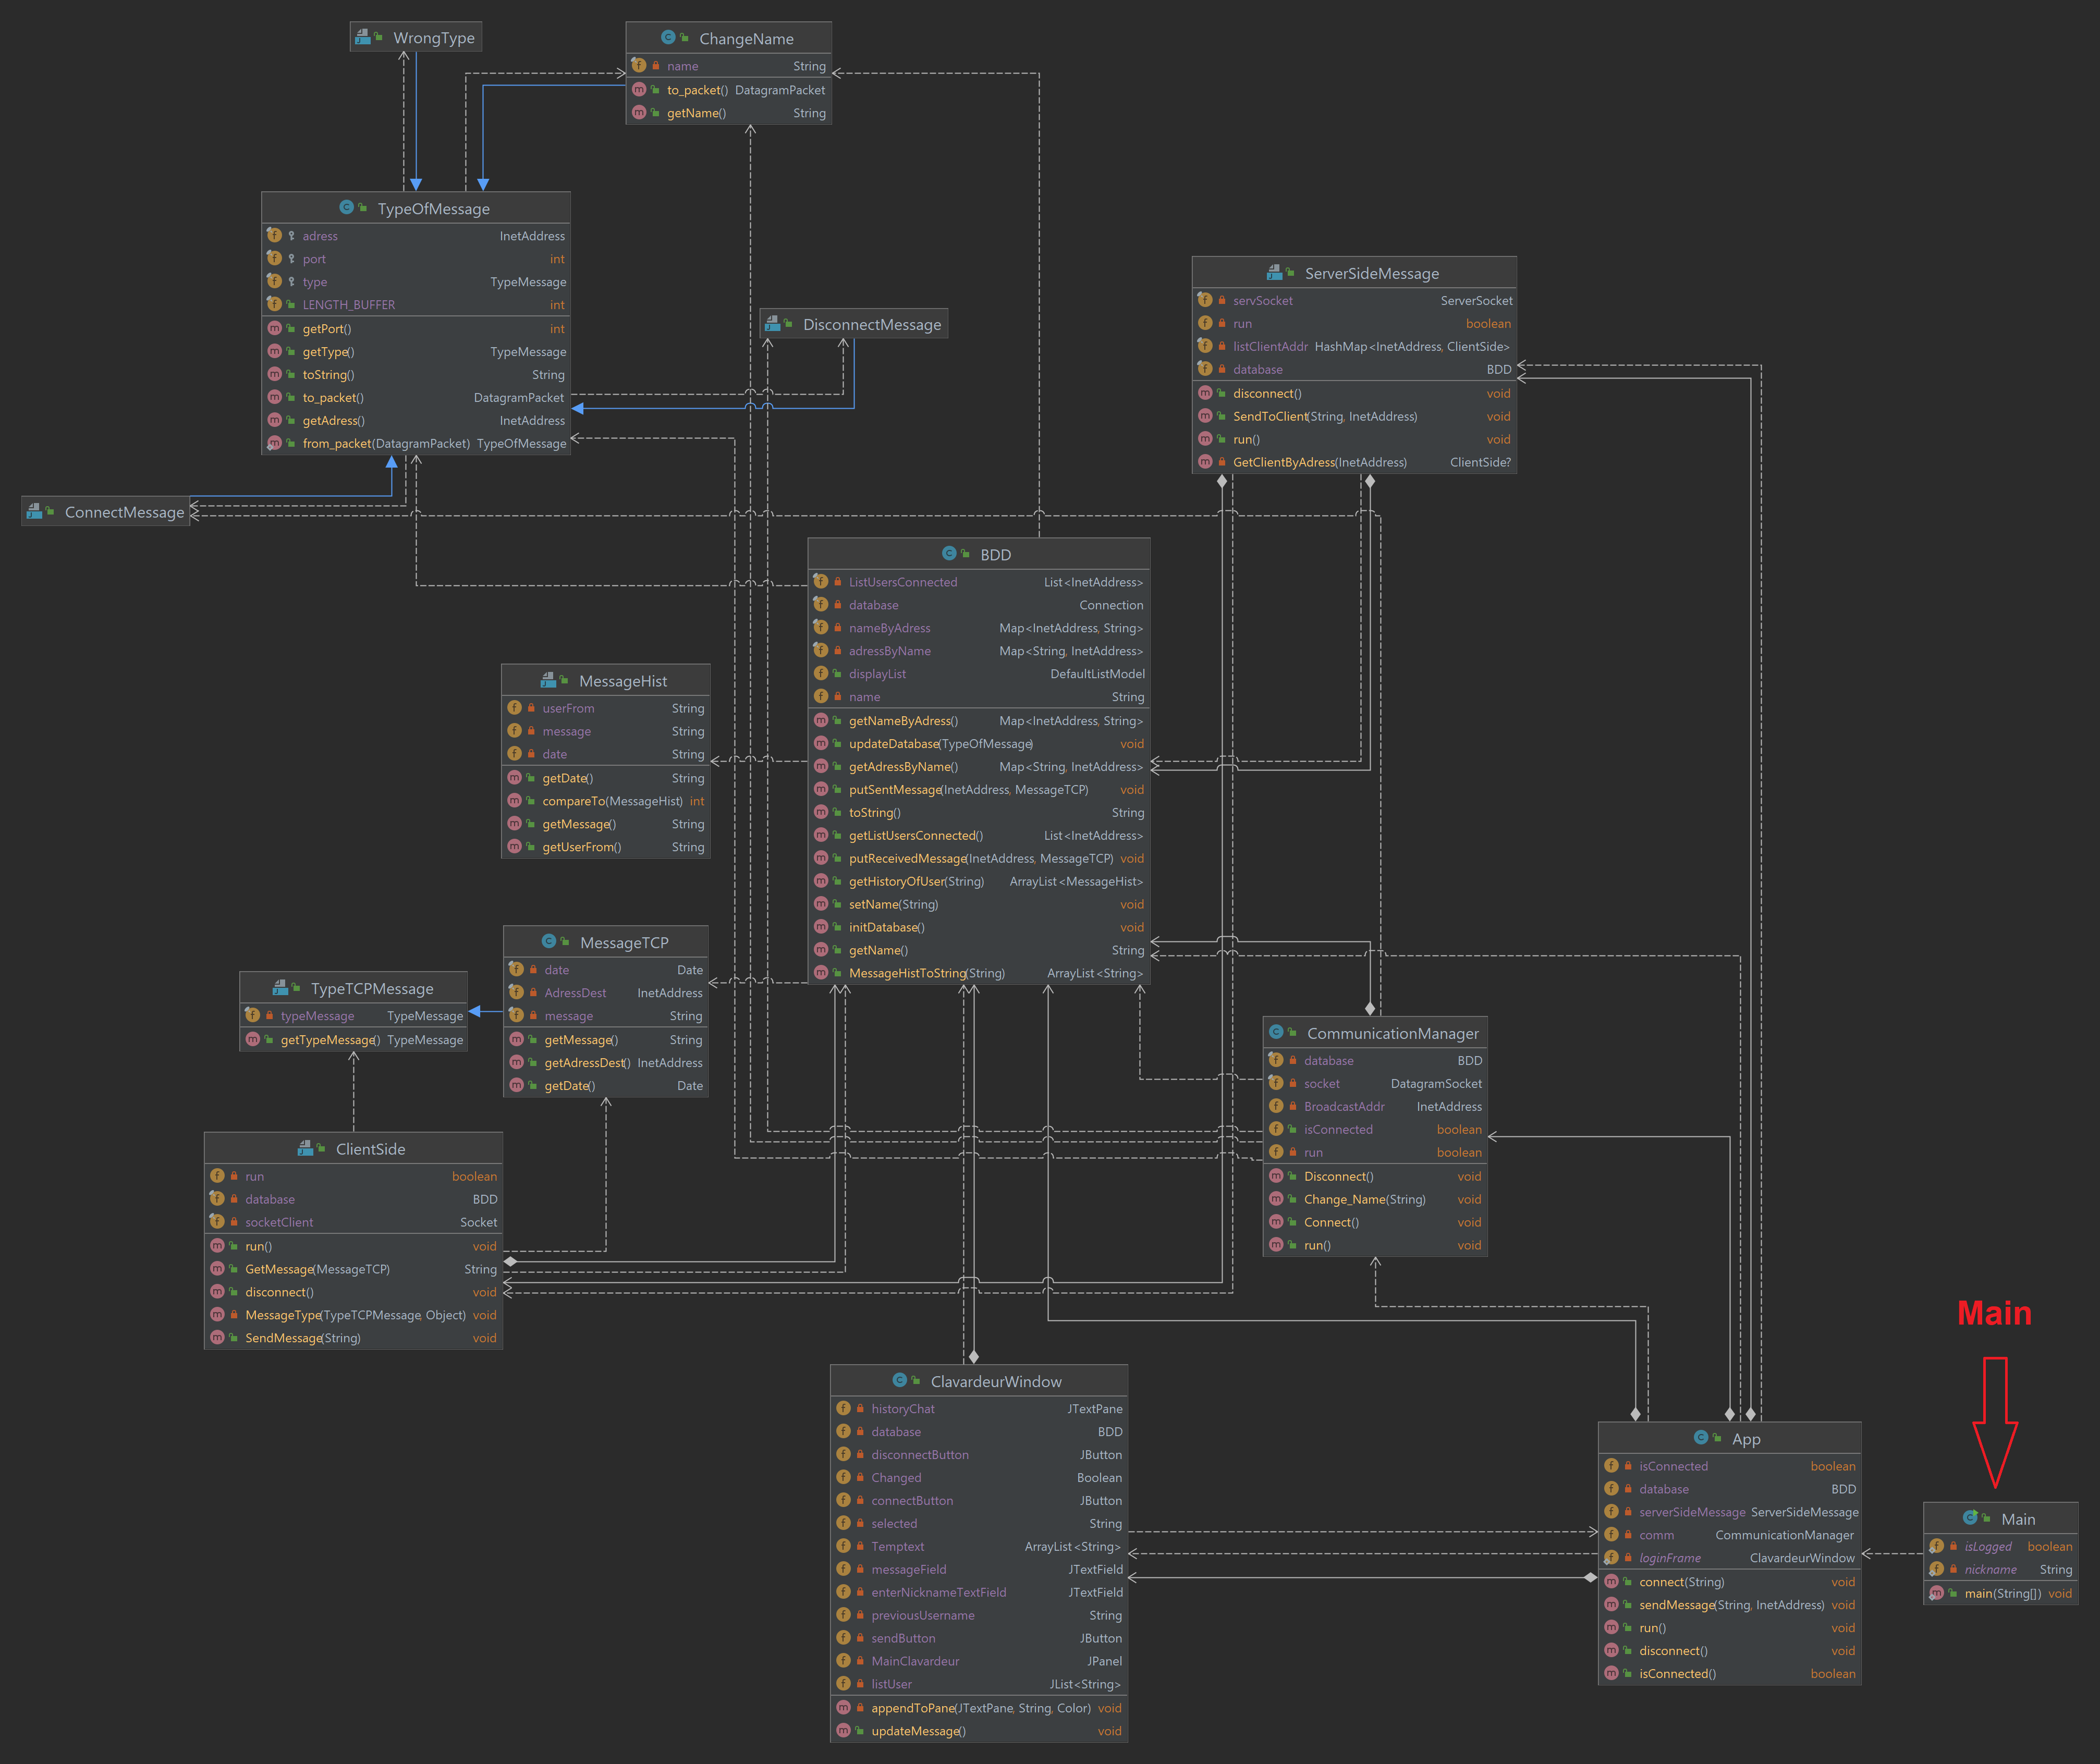 WrongType
ChangeName
name String
to_packet() DatagramPacket
getName() String
TypeOfMessage
adress InetAddress
port int
type TypeMessage
LENGTH_BUFFER int
getPort() int
getType() TypeMessage
toString() String
to_packet() DatagramPacket
getAdress() InetAddress
from_packet(DatagramPacket) TypeOfMessage
DisconnectMessage
ServerSideMessage
servSocket ServerSocket
run boolean
listClientAddr HashMap<InetAddress, ClientSide>
database BDD
disconnect() void
SendToClient(String, InetAddress) void
run() void
GetClientByAdress(InetAddress) ClientSide?
ConnectMessage
BDD
ListUsersConnected List<InetAddress>
database Connection
nameByAdress Map<InetAddress, String>
adressByName Map<String, InetAddress>
displayList DefaultListModel
name String
getNameByAdress() Map<InetAddress, String>
updateDatabase(TypeOfMessage) void
getAdressByName() Map<String, InetAddress>
putSentMessage(InetAddress, MessageTCP) void
toString() String
getListUsersConnected() List<InetAddress>
putReceivedMessage(InetAddress, MessageTCP) void
getHistoryOfUser(String) ArrayList<MessageHist>
setName(String) void
initDatabase() void
getName() String
MessageHistToString(String) ArrayList<String>
MessageHist
userFrom String
message String
date String
getDate() String
compareTo(MessageHist) int
getMessage() String
getUserFrom() String
MessageTCP
date Date
AdressDest InetAddress
message String
getMessage() String
getAdressDest() InetAddress
getDate() Date
TypeTCPMessage
typeMessage TypeMessage
getTypeMessage() TypeMessage
CommunicationManager
database BDD
socket DatagramSocket
BroadcastAddr InetAddress
isConnected boolean
run boolean
Disconnect() void
Change_Name(String) void
Connect() void
run() void
ClientSide
run boolean
database BDD
socketClient Socket
run() void
GetMessage(MessageTCP) String
disconnect() void
MessageType(TypeTCPMessage, Object) void
SendMessage(String) void
Main
ClavardeurWindow
historyChat JTextPane
database BDD
disconnectButton JButton
Changed Boolean
connectButton JButton
selected String
Temptext ArrayList<String>
messageField JTextField
enterNicknameTextField JTextField
previousUsername String
sendButton JButton
MainClavardeur JPanel
listUser JList<String>
appendToPane(JTextPane, String, Color) void
updateMessage() void
App
isConnected boolean
database BDD
serverSideMessage ServerSideMessage
comm CommunicationManager
loginFrame ClavardeurWindow
connect(String) void
sendMessage(String, InetAddress) void
run() void
disconnect() void
isConnected() boolean
Main
isLogged boolean
nickname String
main(String[]) void